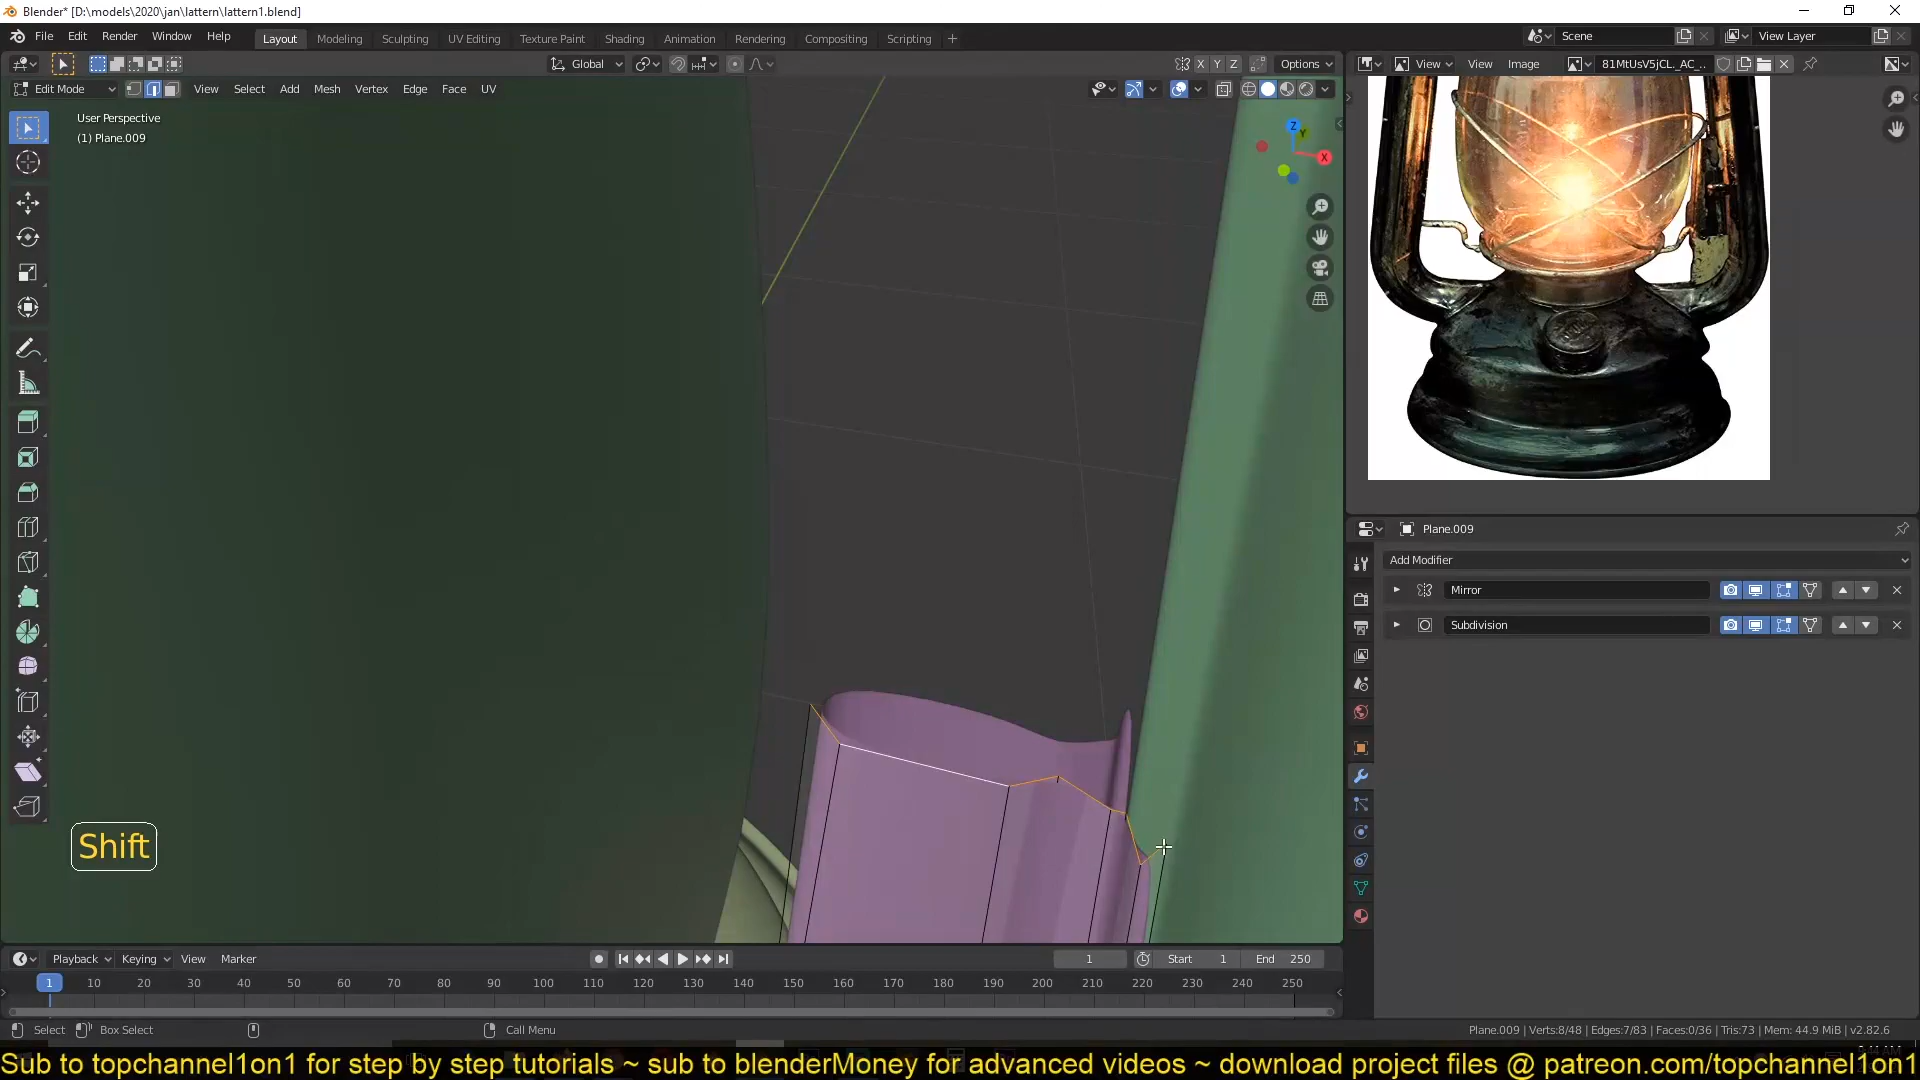 Blender* [D:\models\2020\jan\lattern\lattern1.blend]
File Edit Render Window Help
Layout Modeling Sculpting UV Editing Texture Paint Shading Animation Rendering Compositing Scripting
Scene
View Layer
Global
X Y Z
Options
View View Image 81MtUsV5jCL._AC_..
Edit Mode
View Select Add Mesh Vertex Edge Face UV
User Perspective
(1) Plane.009
Z
Y
X
Shift
Plane.009
Add Modifier
Mirror
Subdivision
Playback Keying View Marker
1
Start 1
End 250
1 10 20 30 40 50 60 70 80 90 100 110 120 130 140 150 160 170 180 190 200 210 220 230 240 250
Select Box Select Call Menu
Plane.009 | Verts:8/48 | Edges:7/83 | Faces:0/36 | Tris:73 | Mem: 44.9 MiB | v2.82.6
Sub to topchannel1on1 for step by step tutorials ~ sub to blenderMoney for advanced videos ~ download project files @ patreon.com/topchannel1on1